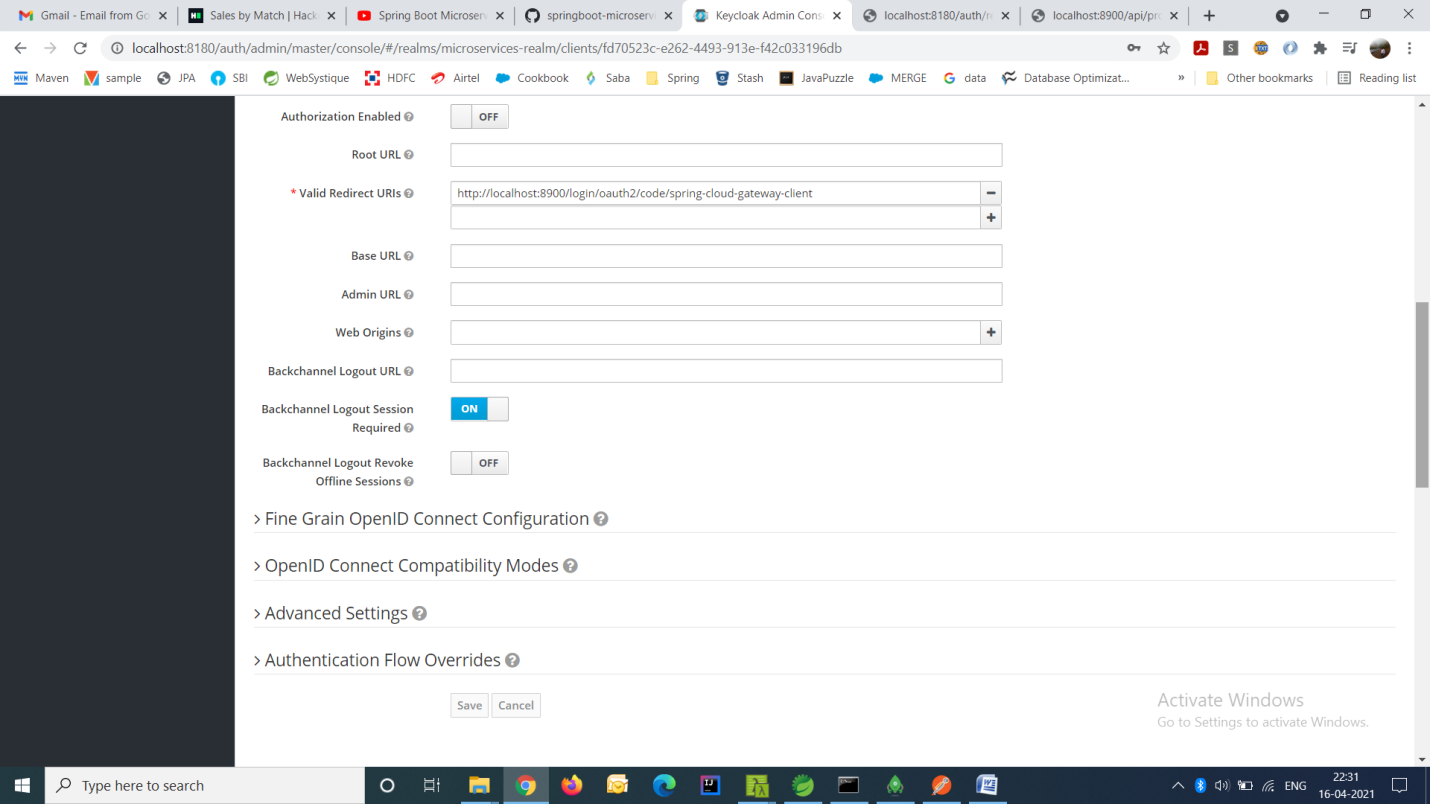 Gmail - Email from Go
Sales by Match | Hack
Spring Boot Microserv
springboot-microservi
Keycloak Admin Conso
localhost:8180/auth/r
localhost:8900/api/pro
localhost:8180/auth/admin/master/console/#/realms/microservices-realm/clients/fd70523c-e262-4493-913e-f42c033196db
Maven
sample
JPA
SBI
WebSystique
HDFC
Airtel
Cookbook
Saba
Spring
Stash
JavaPuzzle
MERGE
data
Database Optimizat...
»
Other bookmarks
Reading list
Authorization Enabled
OFF
Root URL
* Valid Redirect URIs
http://localhost:8900/login/oauth2/code/spring-cloud-gateway-client
Base URL
Admin URL
Web Origins
Backchannel Logout URL
Backchannel Logout Session
Required
ON
Backchannel Logout Revoke
Offline Sessions
OFF
Fine Grain OpenID Connect Configuration
OpenID Connect Compatibility Modes
Advanced Settings
Authentication Flow Overrides
Save
Cancel
Activate Windows
Go to Settings to activate Windows.
Type here to search
ENG
22:31
16-04-2021